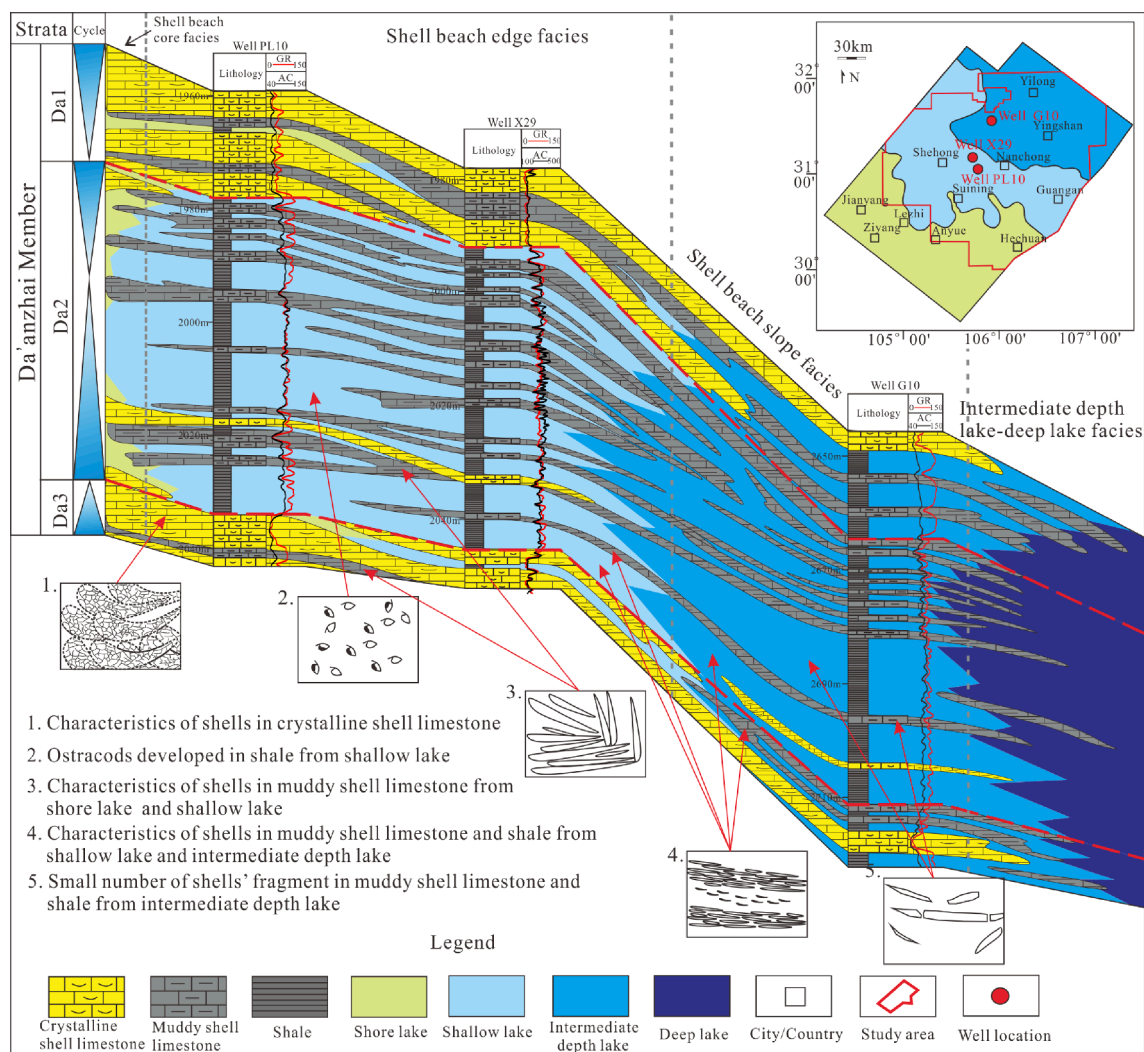 Strata
Cycle
Shell beach
core facies
Shell beach edge facies
Well PL10
Lithology
GR
0 150
AC
40 150
1960m
1980m
2000m
2020m
2040m
Well X29
Lithology
GR
0 150
AC
100 600
1980m
2000m
2020m
2040m
Shell beach slope facies
Well G10
Lithology
GR
0 150
AC
40 150
2650m
2670m
2690m
2710m
Intermediate depth
lake-deep lake facies
Da'anzhai Member
Da1
Da2
Da3
30km
N
32°
00'
31°
00'
30°
00'
105°00'
106°00'
107°00'
Yilong
Well G10
Yingshan
Well X29
Shehong
Nanchong
Well PL10
Suining
Guangan
Jianyang
Lezhi
Ziyang
Anyue
Hechuan
1.
2.
3.
4.
5.
1. Characteristics of shells in crystalline shell limestone
2. Ostracods developed in shale from shallow lake
3. Characteristics of shells in muddy shell limestone from
shore lake and shallow lake
4. Characteristics of shells in muddy shell limestone and shale from
shallow lake and intermediate depth lake
5. Small number of shells' fragment in muddy shell limestone and
shale from intermediate depth lake
Legend
Crystalline
shell limestone
Muddy shell
limestone
Shale
Shore lake
Shallow lake
Intermediate
depth lake
Deep lake
City/Country
Study area
Well location